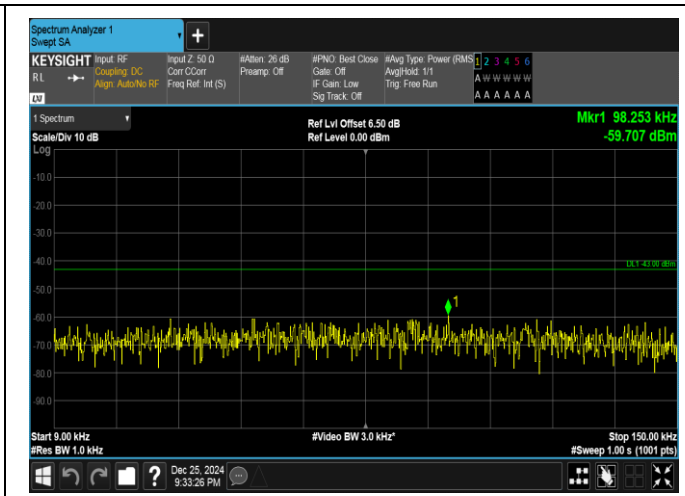 Spectrum Analyzer 1
Swept SA
+
KEYSIGHT Input: RF Input Z: 50 Ω #Atten: 26 dB #PNO: Best Close #Avg Type: Power (RMS 1 2 3 4 5 6
RL Coupling: DC Corr CCorr Preamp: Off Gate: Off Avg|Hold: 1/1 A W W W W W
Align: Auto/No RF Freq Ref: Int (S) IF Gain: Low Trig: Free Run
LXI Sig Track: Off A A A A A A
1 Spectrum Ref Lvl Offset 6.50 dB Mkr1 98.253 kHz
Scale/Div 10 dB Ref Level 0.00 dBm -59.707 dBm
Log
-10.0
-20.0
-30.0
-40.0
DL1 -43.00 dBm
-50.0
1
-60.0
-70.0
-80.0
-90.0
Start 9.00 kHz #Video BW 3.0 kHz* Stop 150.00 kHz
#Res BW 1.0 kHz #Sweep 1.00 s (1001 pts)
? Dec 25, 2024
9:33:26 PM